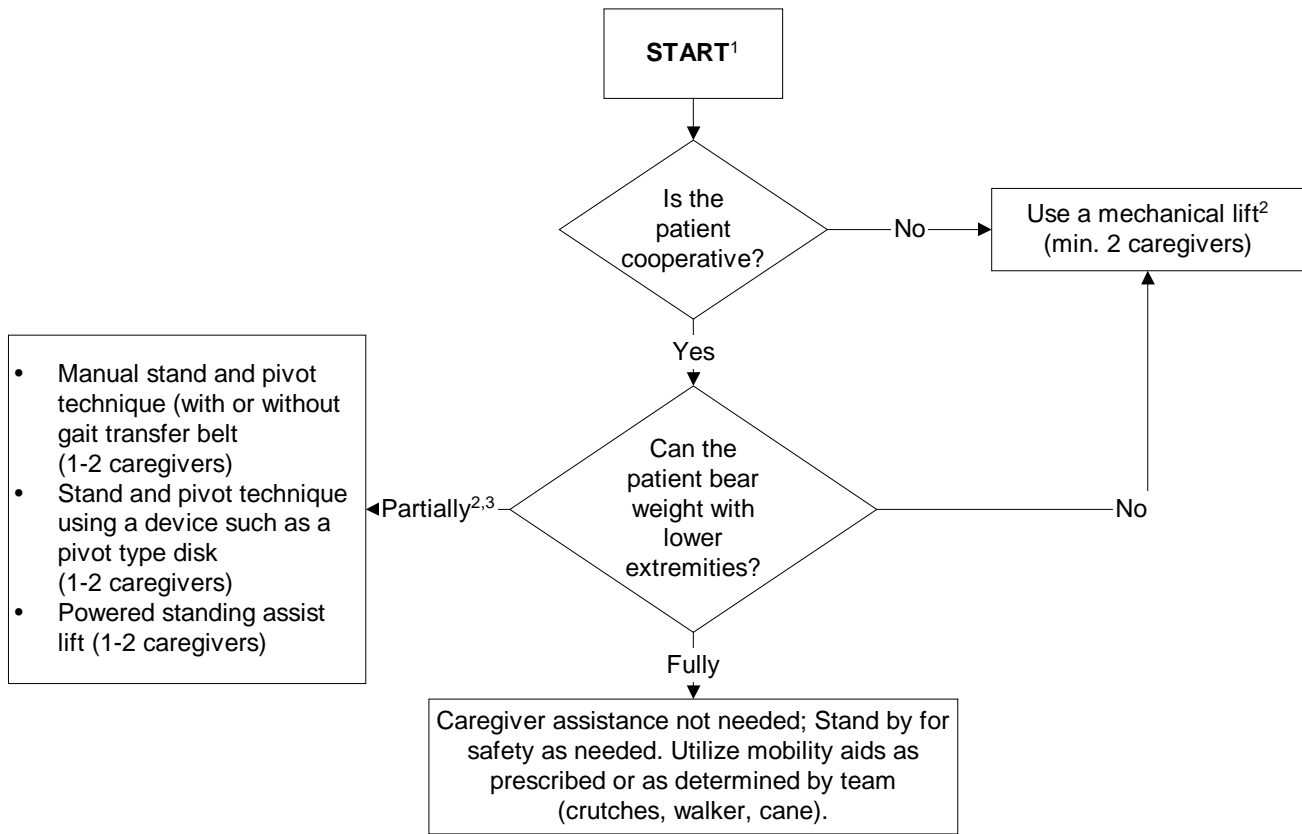 START¹
Is the
patient
cooperative?
No
Use a mechanical lift²
(min. 2 caregivers)
Yes
• Manual stand and pivot
technique (with or without
gait transfer belt
(1-2 caregivers)
• Stand and pivot technique
using a device such as a
pivot type disk
(1-2 caregivers)
• Powered standing assist
lift (1-2 caregivers)
Partially²,³
Can the
patient bear
weight with
lower
extremities?
No
Fully
Caregiver assistance not needed; Stand by for
safety as needed. Utilize mobility aids as
prescribed or as determined by team
(crutches, walker, cane).